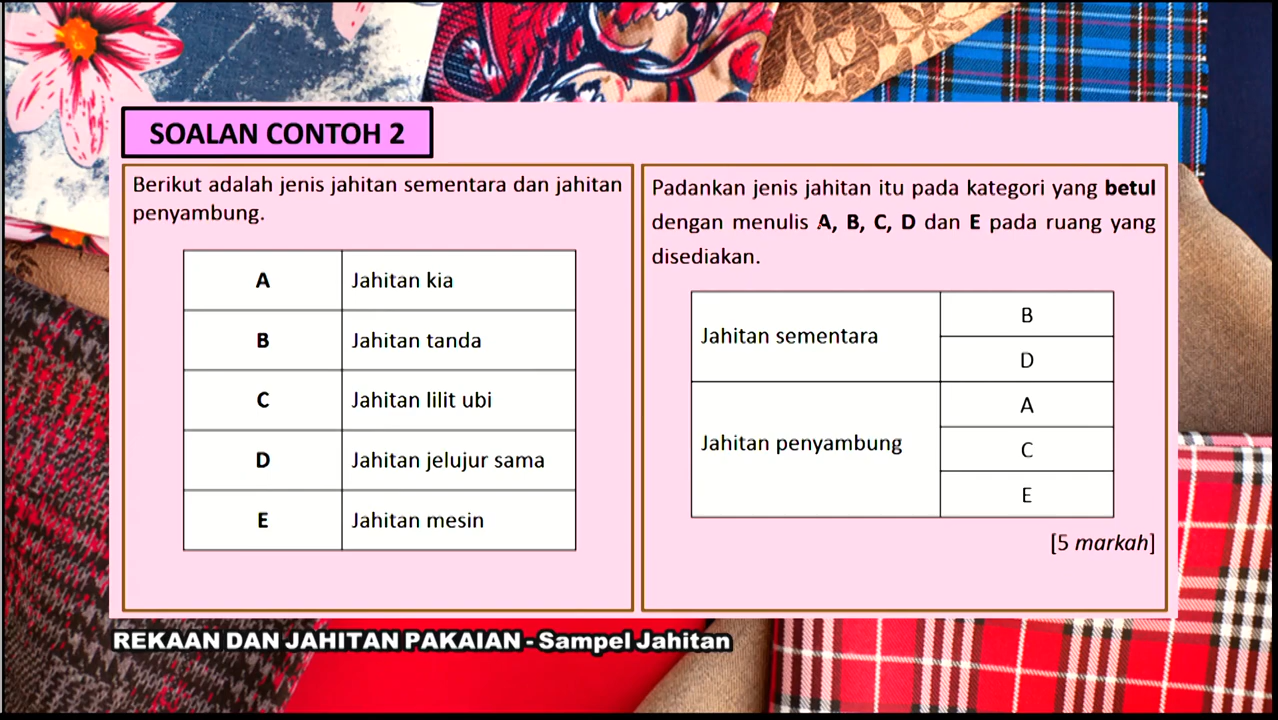 SOALAN CONTOH 2
Berikut adalah jenis jahitan sementara dan jahitan
penyambung.
A Jahitan kia
B Jahitan tanda
C Jahitan lilit ubi
D Jahitan jelujur sama
E Jahitan mesin
Padankan jenis jahitan itu pada kategori yang betul
dengan menulis A, B, C, D dan E pada ruang yang
disediakan.
Jahitan sementara
B
D
Jahitan penyambung
A
C
E
[5 markah]
REKAAN DAN JAHITAN PAKAIAN - Sampel Jahitan